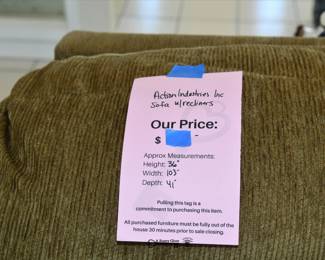 Action Industries Inc
Sofa w/recliners
Our Price:
$ -
Approx Measurements:
Height: 36"
Width: 103"
Depth: 41"
Pulling this tag is a
commitment to purchasing this item.
All purchased furniture must be fully out of the
house 30 minutes prior to sale closing.